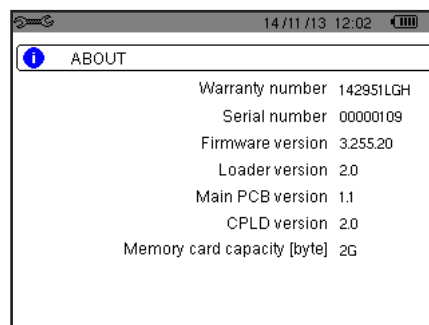 14/11/13 12:02
ABOUT
Warranty number 142951LGH
Serial number 00000109
Firmware version 3.255.20
Loader version 2.0
Main PCB version 1.1
CPLD version 2.0
Memory card capacity [byte] 2G